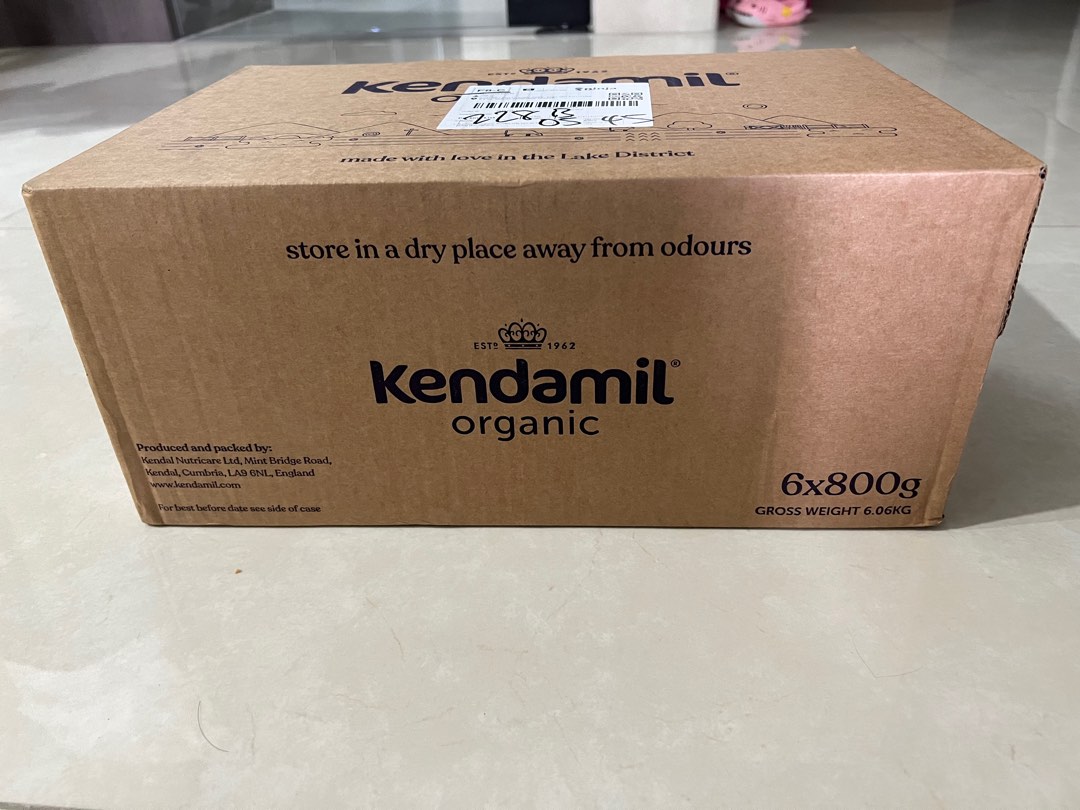 ESTD 1962
Kendamil®
made with love in the Lake District
store in a dry place away from odours
ESTD 1962
Kendamil®
organic
Produced and packed by:
Kendal Nutricare Ltd, Mint Bridge Road,
Kendal, Cumbria, LA9 6NL, England
www.kendamil.com
For best before date see side of case
6x800g
GROSS WEIGHT 6.06KG